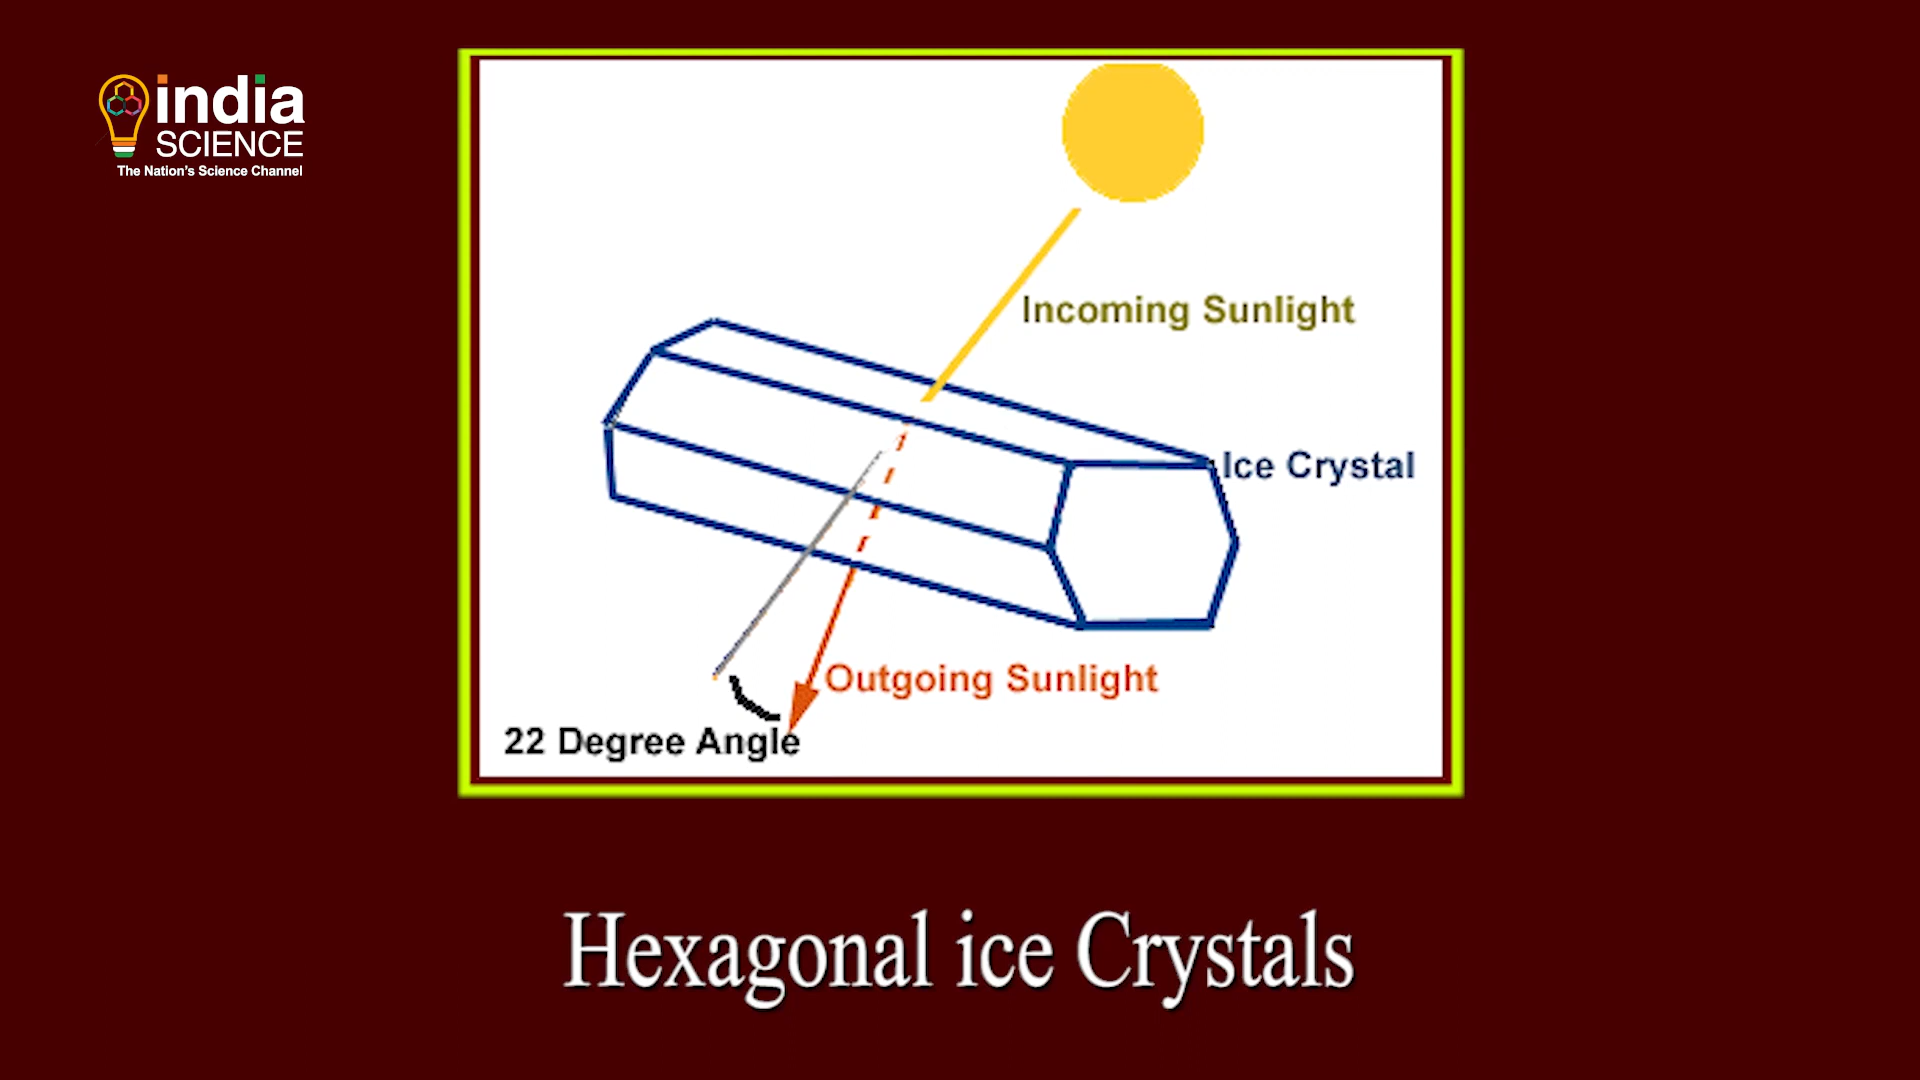 india
SCIENCE
The Nation's Science Channel
Incoming Sunlight
Ice Crystal
Outgoing Sunlight
22 Degree Angle
Hexagonal ice Crystals